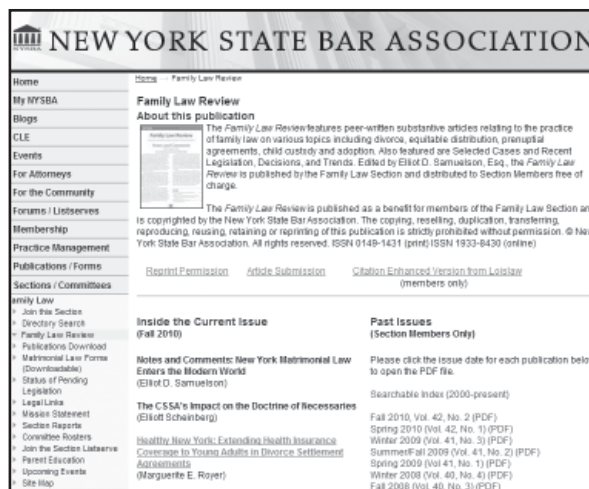 NYSBA
NEW YORK STATE BAR ASSOCIATION
Home
My NYSBA
Blogs
CLE
Events
For Attorneys
For the Community
Forums / Listserves
Membership
Practice Management
Publications / Forms
Sections / Committees
amily Law
Join this Section
Directory Search
Family Law Review
Publications Download
Matrimonial Law Forms
(Downloadable)
Status of Pending
Legislation
Legal Links
Mission Statement
Section Reports
Committee Rosters
Join the Section Listserve
Parent Education
Upcoming Events
Site Map
Home → Family Law Review
Family Law Review
About this publication
The Family Law Review features peer-written substantive articles relating to the practice
of family law on various topics including divorce, equitable distribution, prenuptial
agreements, child custody and adoption. Also featured are Selected Cases and Recent
Legislation, Decisions, and Trends. Edited by Elliot D. Samuelson, Esq., the Family Law
Review is published by the Family Law Section and distributed to Section Members free of
charge.
The Family Law Review is published as a benefit for members of the Family Law Section an
is copyrighted by the New York State Bar Association. The copying, reselling, duplication, transferring,
reproducing, reusing, retaining or reprinting of this publication is strictly prohibited without permission. © Ne
York State Bar Association. All rights reserved. ISSN 0149-1431 (print) ISSN 1933-8430 (online)
Reprint Permission
Article Submission
Citation Enhanced Version from Loislaw
(members only)
Inside the Current Issue
(Fall 2010)
Notes and Comments: New York Matrimonial Law
Enters the Modern World
(Elliot D. Samuelson)
The CSSA's Impact on the Doctrine of Necessaries
(Elliott Scheinberg)
Healthy New York: Extending Health Insurance
Coverage to Young Adults in Divorce Settlement
Agreements
(Marguerite E. Royer)
Past Issues
(Section Members Only)
Please click the issue date for each publication belo
to open the PDF file.
Searchable Index (2000-present)
Fall 2010, Vol. 42, No. 2 (PDF)
Spring 2010 (Vol. 42, No. 1) (PDF)
Winter 2009 (Vol. 41, No. 3) (PDF)
Summer/Fall 2009 (Vol. 41, No. 2) (PDF)
Spring 2009 (Vol 41, No. 1) (PDF)
Winter 2008 (Vol. 40, No. 4) (PDF)
Fall 2008 (Vol. 40, No. 3) (PDF)